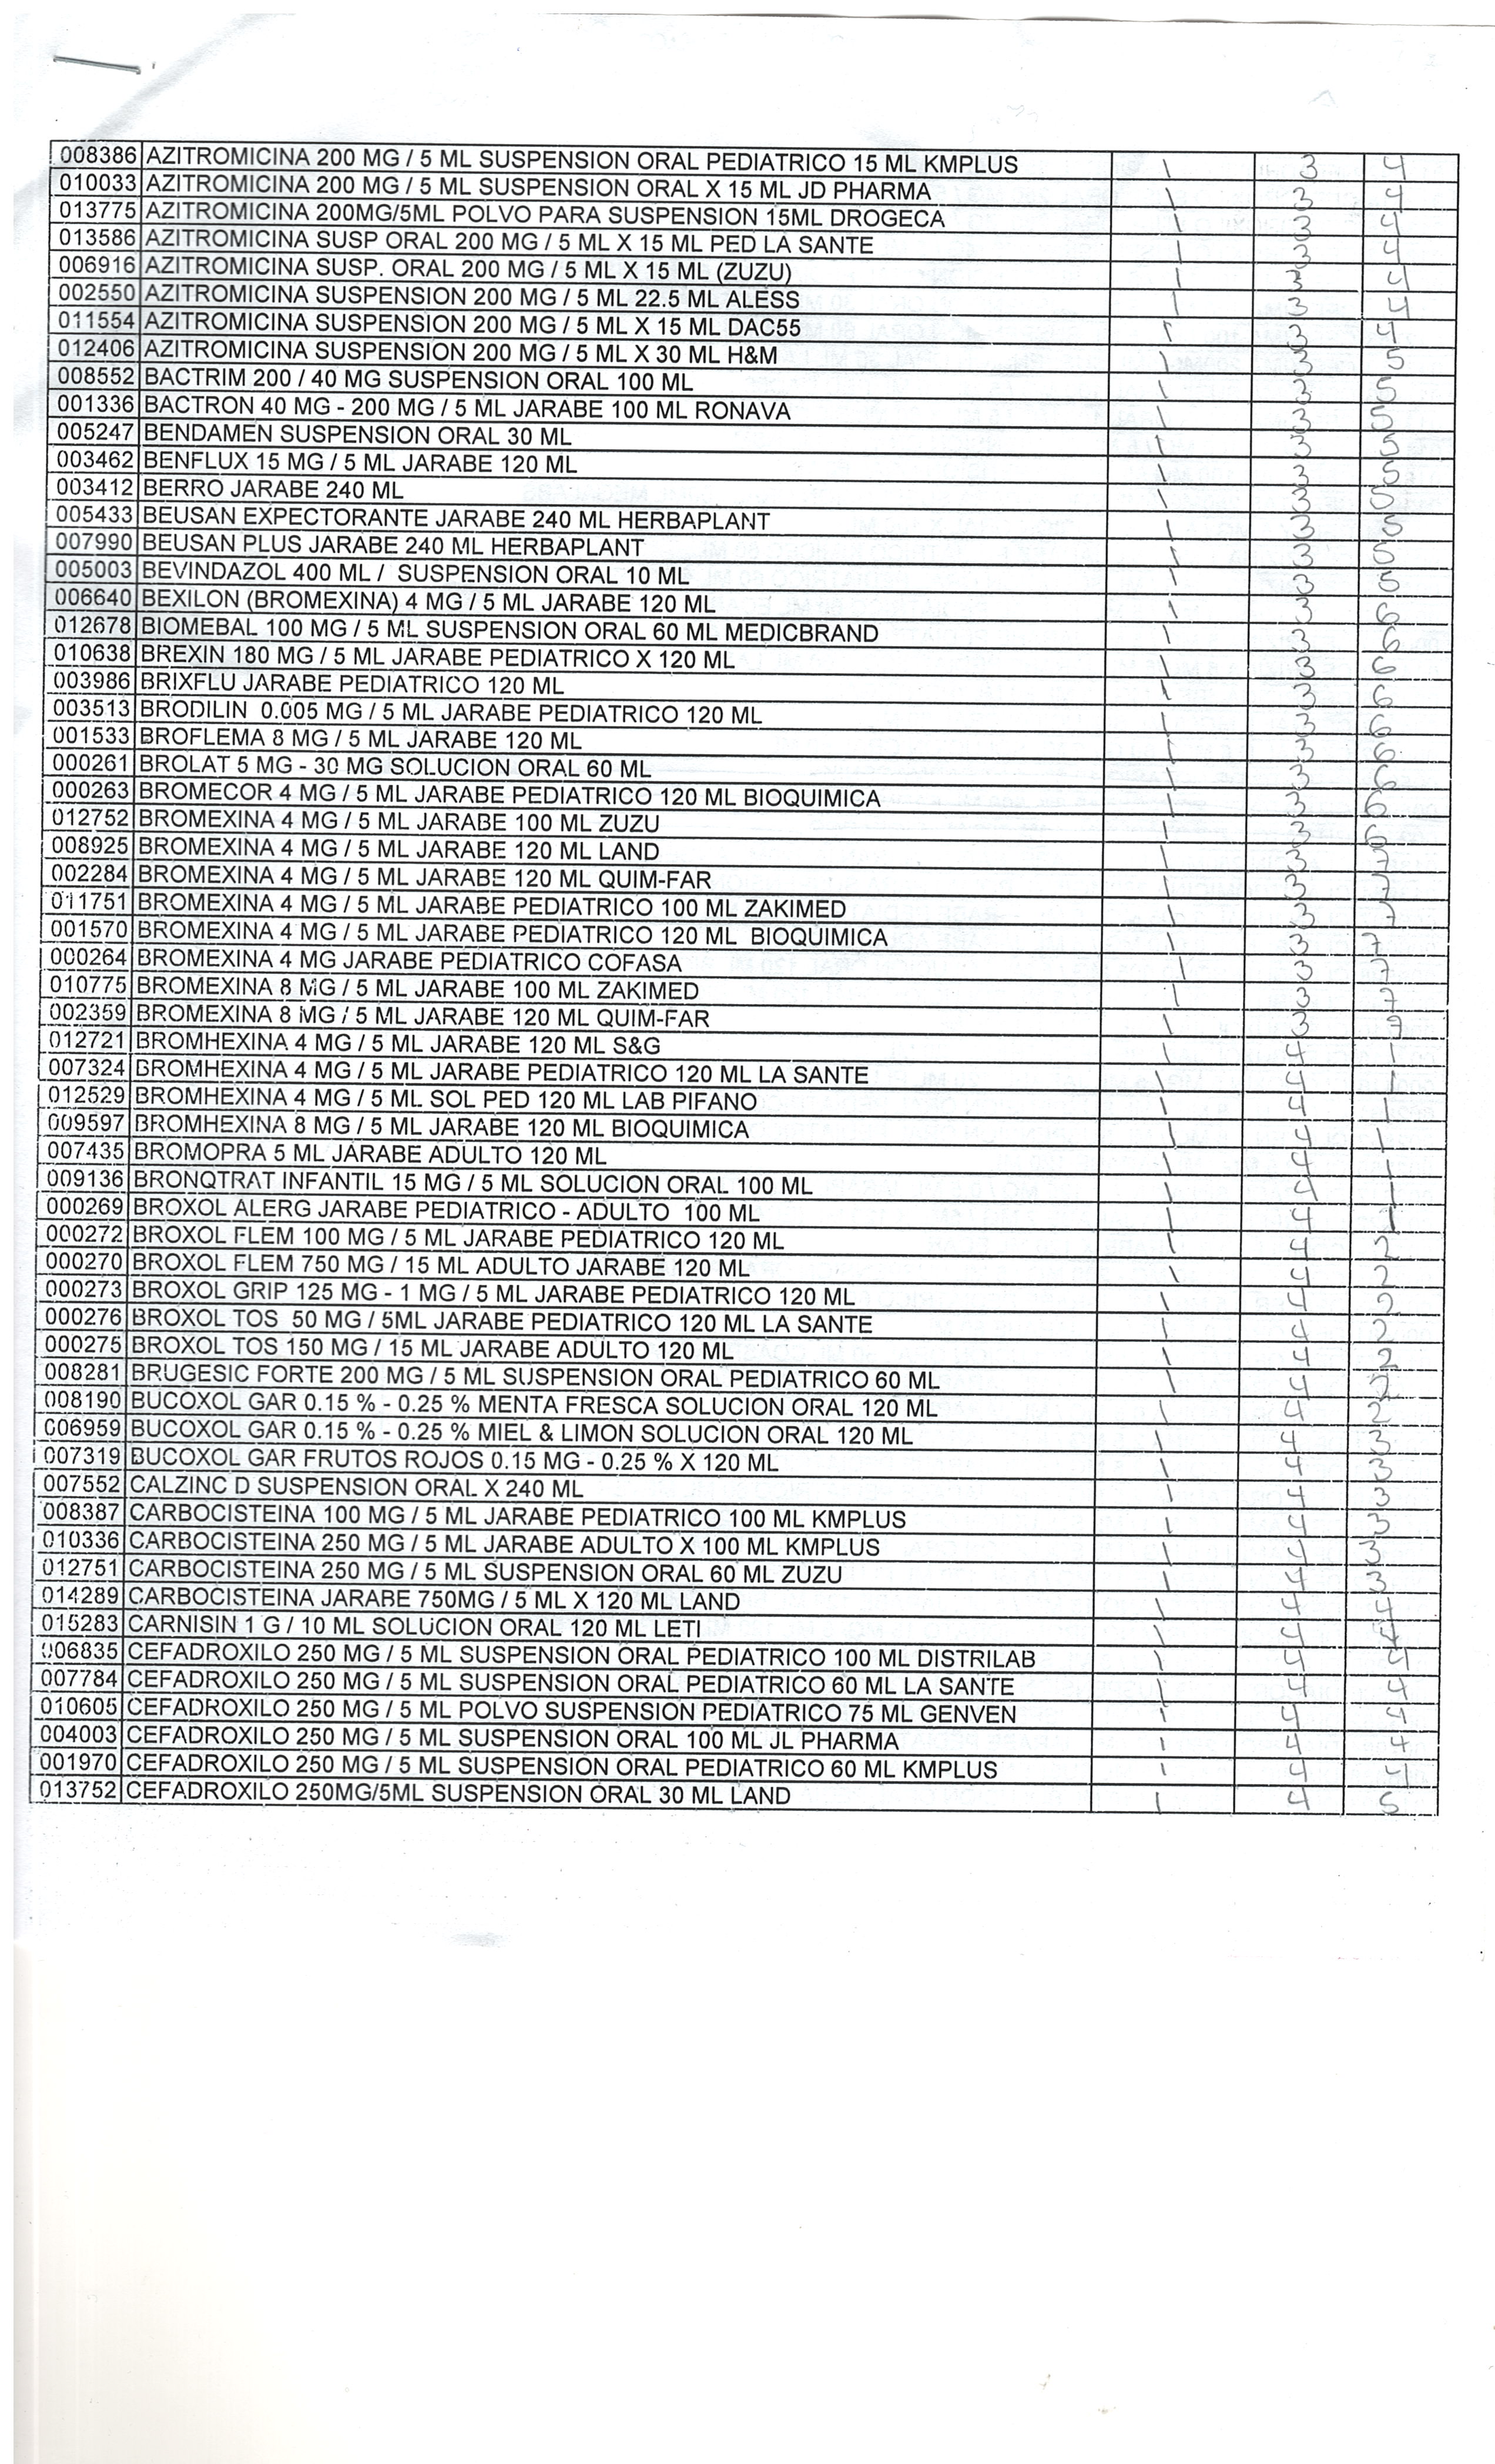 008386 AZITROMICINA 200 MG / 5 ML SUSPENSION ORAL PEDIATRICO 15 ML KMPLUS 1 3 4
010033 AZITROMICINA 200 MG / 5 ML SUSPENSION ORAL X 15 ML JD PHARMA 1 3 4
013775 AZITROMICINA 200MG/5ML POLVO PARA SUSPENSION 15ML DROGECA 1 3 4
013586 AZITROMICINA SUSP ORAL 200 MG / 5 ML X 15 ML PED LA SANTE 1 3 4
006916 AZITROMICINA SUSP. ORAL 200 MG / 5 ML X 15 ML (ZUZU) 1 3 4
002550 AZITROMICINA SUSPENSION 200 MG / 5 ML 22.5 ML ALESS 1 3 4
011554 AZITROMICINA SUSPENSION 200 MG / 5 ML X 15 ML DAC55 1 3 4
012406 AZITROMICINA SUSPENSION 200 MG / 5 ML X 30 ML H&M 1 3 5
008552 BACTRIM 200 / 40 MG SUSPENSION ORAL 100 ML 1 3 5
001336 BACTRON 40 MG - 200 MG / 5 ML JARABE 100 ML RONAVA 1 3 5
005247 BENDAMEN SUSPENSION ORAL 30 ML 1 3 5
003462 BENFLUX 15 MG / 5 ML JARABE 120 ML 1 3 5
003412 BERRO JARABE 240 ML 1 3 5
005433 BEUSAN EXPECTORANTE JARABE 240 ML HERBAPLANT 1 3 5
007990 BEUSAN PLUS JARABE 240 ML HERBAPLANT 1 3 5
005003 BEVINDAZOL 400 ML / SUSPENSION ORAL 10 ML 1 3 5
006640 BEXILON (BROMEXINA) 4 MG / 5 ML JARABE 120 ML 1 3 6
012678 BIOMEBAL 100 MG / 5 ML SUSPENSION ORAL 60 ML MEDICBRAND 1 3 6
010638 BREXIN 180 MG / 5 ML JARABE PEDIATRICO X 120 ML 1 3 6
003986 BRIXFLU JARABE PEDIATRICO 120 ML 1 3 6
003513 BRODILIN 0.005 MG / 5 ML JARABE PEDIATRICO 120 ML 1 3 6
001533 BROFLEMA 8 MG / 5 ML JARABE 120 ML 1 3 6
000261 BROLAT 5 MG - 30 MG SOLUCION ORAL 60 ML 1 3 6
000263 BROMECOR 4 MG / 5 ML JARABE PEDIATRICO 120 ML BIOQUIMICA 1 3 6
012752 BROMEXINA 4 MG / 5 ML JARABE 100 ML ZUZU 1 3 6
008925 BROMEXINA 4 MG / 5 ML JARABE 120 ML LAND 1 3 7
002284 BROMEXINA 4 MG / 5 ML JARABE 120 ML QUIM-FAR 1 3 7
011751 BROMEXINA 4 MG / 5 ML JARABE PEDIATRICO 100 ML ZAKIMED 1 3 7
001570 BROMEXINA 4 MG / 5 ML JARABE PEDIATRICO 120 ML BIOQUIMICA 1 3 7
000264 BROMEXINA 4 MG JARABE PEDIATRICO COFASA 1 3 7
010775 BROMEXINA 8 MG / 5 ML JARABE 100 ML ZAKIMED 1 3 7
002359 BROMEXINA 8 MG / 5 ML JARABE 120 ML QUIM-FAR 1 3 7
012721 BROMHEXINA 4 MG / 5 ML JARABE 120 ML S&G 1 4 1
007324 BROMHEXINA 4 MG / 5 ML JARABE PEDIATRICO 120 ML LA SANTE 1 4 1
012529 BROMHEXINA 4 MG / 5 ML SOL PED 120 ML LAB PIFANO 1 4 1
009597 BROMHEXINA 8 MG / 5 ML JARABE 120 ML BIOQUIMICA 1 4 1
007435 BROMOPRA 5 ML JARABE ADULTO 120 ML 1 4 1
009136 BRONQTRAT INFANTIL 15 MG / 5 ML SOLUCION ORAL 100 ML 1 4 1
000269 BROXOL ALERG JARABE PEDIATRICO - ADULTO 100 ML 1 4 1
000272 BROXOL FLEM 100 MG / 5 ML JARABE PEDIATRICO 120 ML 1 4 2
000270 BROXOL FLEM 750 MG / 15 ML ADULTO JARABE 120 ML 1 4 2
000273 BROXOL GRIP 125 MG - 1 MG / 5 ML JARABE PEDIATRICO 120 ML 1 4 2
000276 BROXOL TOS 50 MG / 5ML JARABE PEDIATRICO 120 ML LA SANTE 1 4 2
000275 BROXOL TOS 150 MG / 15 ML JARABE ADULTO 120 ML 1 4 2
008281 BRUGESIC FORTE 200 MG / 5 ML SUSPENSION ORAL PEDIATRICO 60 ML 1 4 2
008190 BUCOXOL GAR 0.15 % - 0.25 % MENTA FRESCA SOLUCION ORAL 120 ML 1 4 2
006959 BUCOXOL GAR 0.15 % - 0.25 % MIEL & LIMON SOLUCION ORAL 120 ML 1 4 3
007319 BUCOXOL GAR FRUTOS ROJOS 0.15 MG - 0.25 % X 120 ML 1 4 3
007552 CALZINC D SUSPENSION ORAL X 240 ML 1 4 3
008387 CARBOCISTEINA 100 MG / 5 ML JARABE PEDIATRICO 100 ML KMPLUS 1 4 3
010336 CARBOCISTEINA 250 MG / 5 ML JARABE ADULTO X 100 ML KMPLUS 1 4 3
012751 CARBOCISTEINA 250 MG / 5 ML SUSPENSION ORAL 60 ML ZUZU 1 4 3
014289 CARBOCISTEINA JARABE 750MG / 5 ML X 120 ML LAND 1 4 4
015283 CARNISIN 1 G / 10 ML SOLUCION ORAL 120 ML LETI 1 4 4
006835 CEFADROXILO 250 MG / 5 ML SUSPENSION ORAL PEDIATRICO 100 ML DISTRILAB 1 4 4
007784 CEFADROXILO 250 MG / 5 ML SUSPENSION ORAL PEDIATRICO 60 ML LA SANTE 1 4 4
010605 CEFADROXILO 250 MG / 5 ML POLVO SUSPENSION PEDIATRICO 75 ML GENVEN 1 4 4
004003 CEFADROXILO 250 MG / 5 ML SUSPENSION ORAL 100 ML JL PHARMA 1 4 4
001970 CEFADROXILO 250 MG / 5 ML SUSPENSION ORAL PEDIATRICO 60 ML KMPLUS 1 4 4
013752 CEFADROXILO 250MG/5ML SUSPENSION ORAL 30 ML LAND 1 4 5